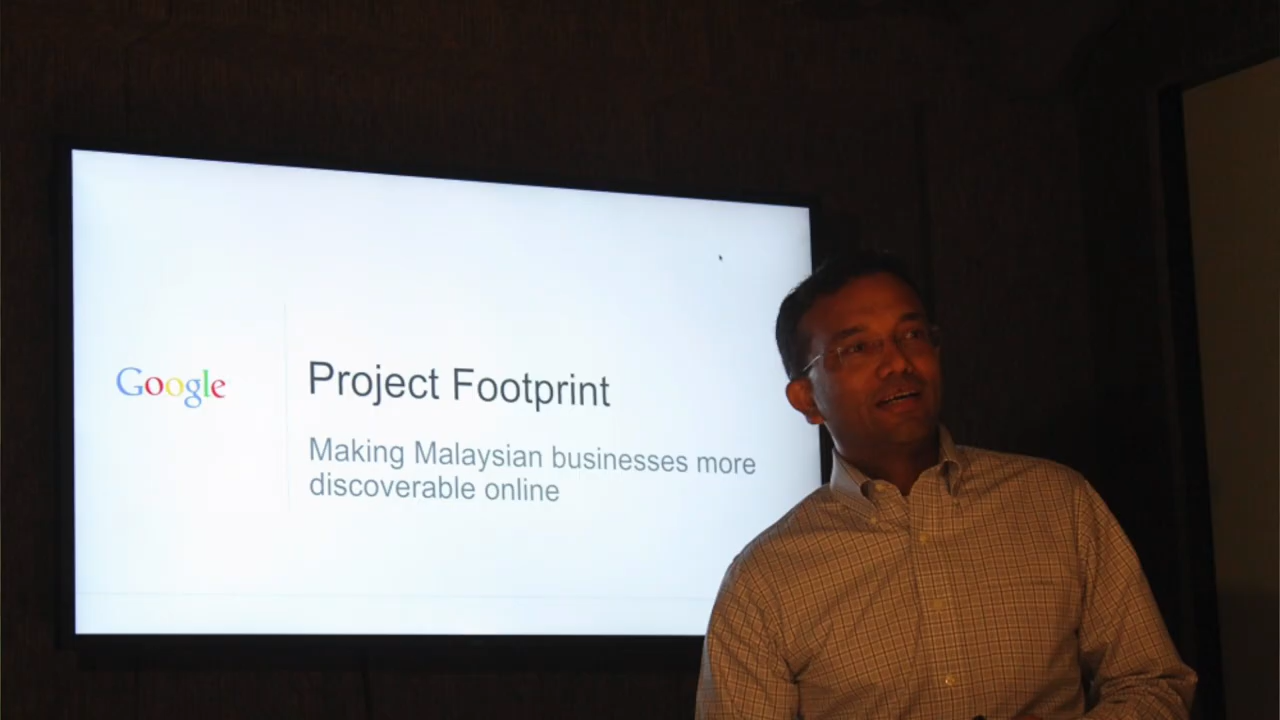 Google
Project Footprint
Making Malaysian businesses more
discoverable online